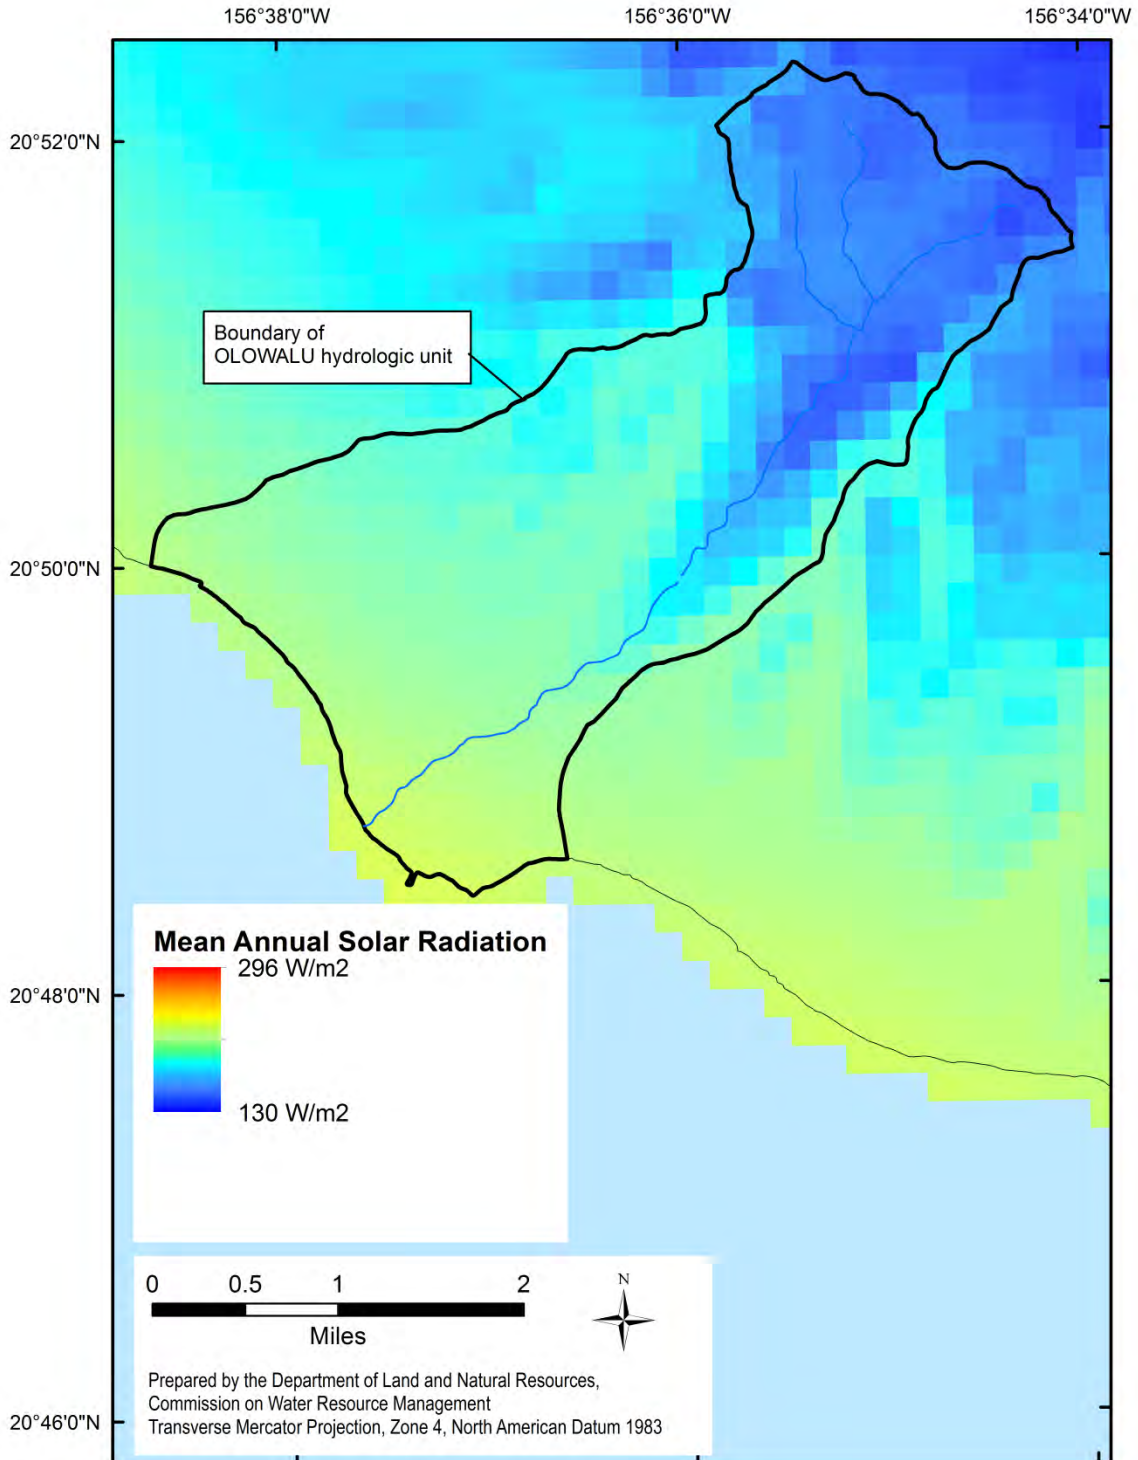 156°38'0"W 156°36'0"W 156°34'0"W
20°52'0"N
Boundary of
OLOWALU hydrologic unit
20°50'0"N
Mean Annual Solar Radiation
296 W/m2
20°48'0"N
130 W/m2
0 0.5 1 2
N
Miles
Prepared by the Department of Land and Natural Resources,
Commission on Water Resource Management
Transverse Mercator Projection, Zone 4, North American Datum 1983
20°46'0"N